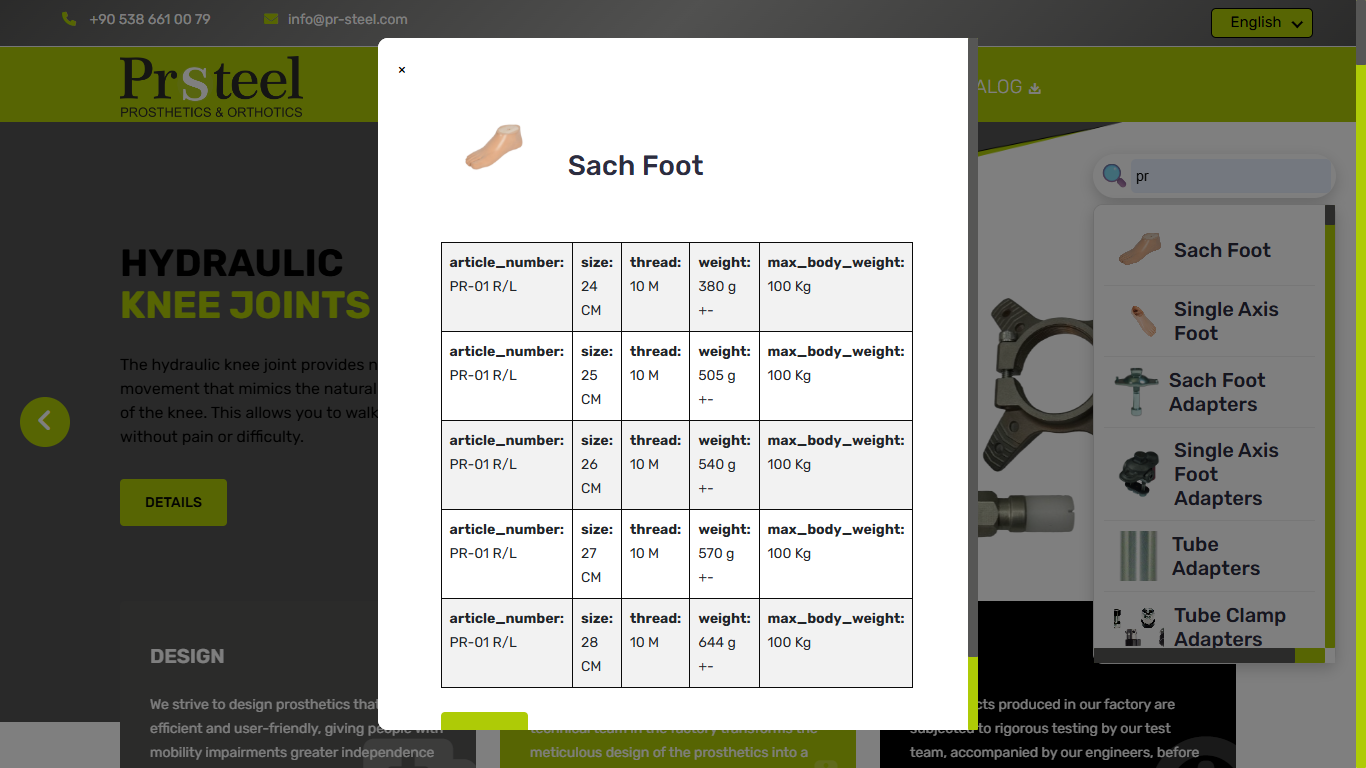 +90 538 661 00 79
info@pr-steel.com
English
Prsteel
PROSTHETICS & ORTHOTICS
ALOG
×
Sach Foot
article_number: size: thread: weight: max_body_weight:
PR-01 R/L 24 10 M 380 g 100 Kg
CM +-
article_number: size: thread: weight: max_body_weight:
PR-01 R/L 25 10 M 505 g 100 Kg
CM +-
article_number: size: thread: weight: max_body_weight:
PR-01 R/L 26 10 M 540 g 100 Kg
CM +-
article_number: size: thread: weight: max_body_weight:
PR-01 R/L 27 10 M 570 g 100 Kg
CM +-
article_number: size: thread: weight: max_body_weight:
PR-01 R/L 28 10 M 644 g 100 Kg
CM +-
pr
Sach Foot
Single Axis
Foot
Sach Foot
Adapters
Single Axis
Foot
Adapters
Tube
Adapters
Tube Clamp
Adapters
HYDRAULIC
KNEE JOINTS
The hydraulic knee joint provides n
movement that mimics the natural
of the knee. This allows you to walk
without pain or difficulty.
DETAILS
DESIGN
We strive to design prosthetics that
efficient and user-friendly, giving people with
mobility impairments greater independence
technical team in the factory transforms the
meticulous design of the prosthetics into a
cts produced in our factory are
subjected to rigorous testing by our test
team, accompanied by our engineers, before